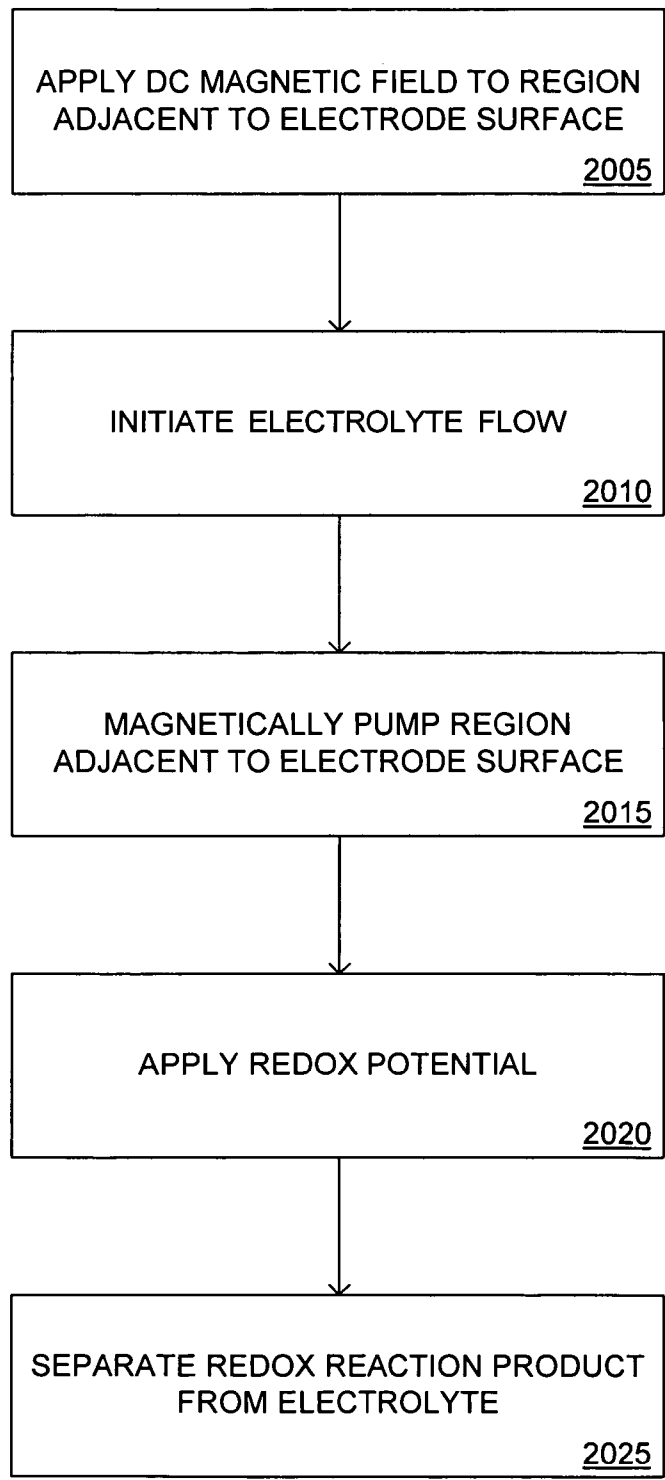 APPLY DC MAGNETIC FIELD TO REGION
ADJACENT TO ELECTRODE SURFACE
2005
INITIATE ELECTROLYTE FLOW
2010
MAGNETICALLY PUMP REGION
ADJACENT TO ELECTRODE SURFACE
2015
APPLY REDOX POTENTIAL
2020
SEPARATE REDOX REACTION PRODUCT
FROM ELECTROLYTE
2025